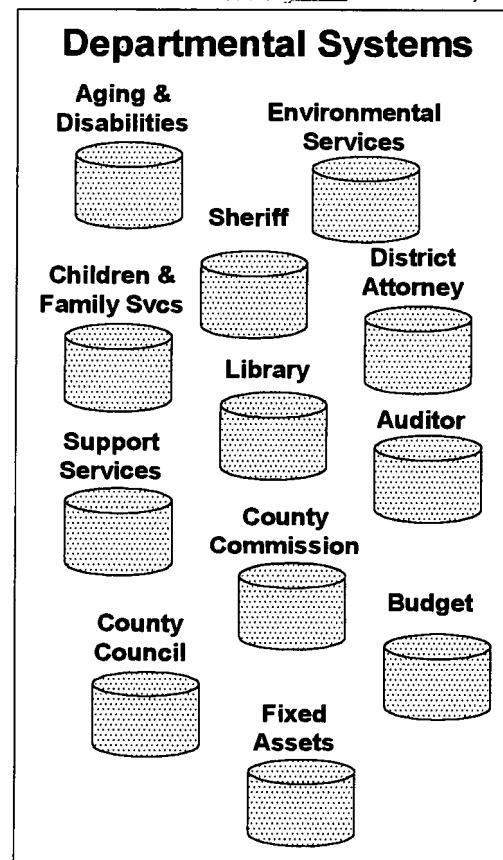 Departmental Systems
Aging &
Disabilities
Environmental
Services
Sheriff
District
Attorney
Children &
Family Svcs
Library
Auditor
Support
Services
County
Commission
Budget
County
Council
Fixed
Assets